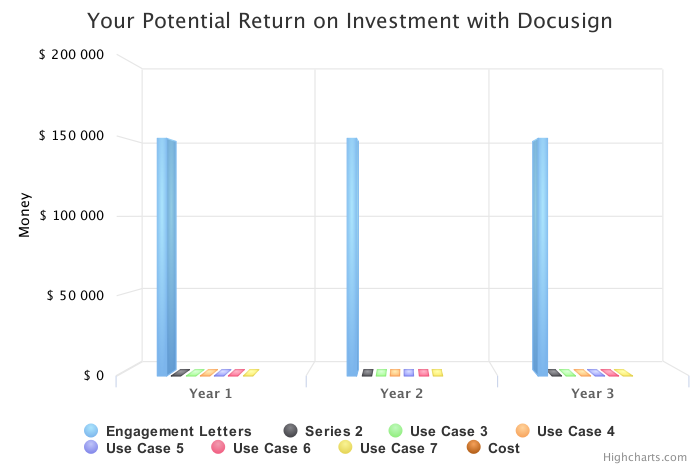 Your Potential Return on Investment with Docusign
$ 200 000
$ 150 000
$ 100 000
$ 50 000
$ 0
Money
Year 1 Year 2 Year 3
Engagement Letters Series 2 Use Case 3 Use Case 4
Use Case 5 Use Case 6 Use Case 7 Cost
Highcharts.com